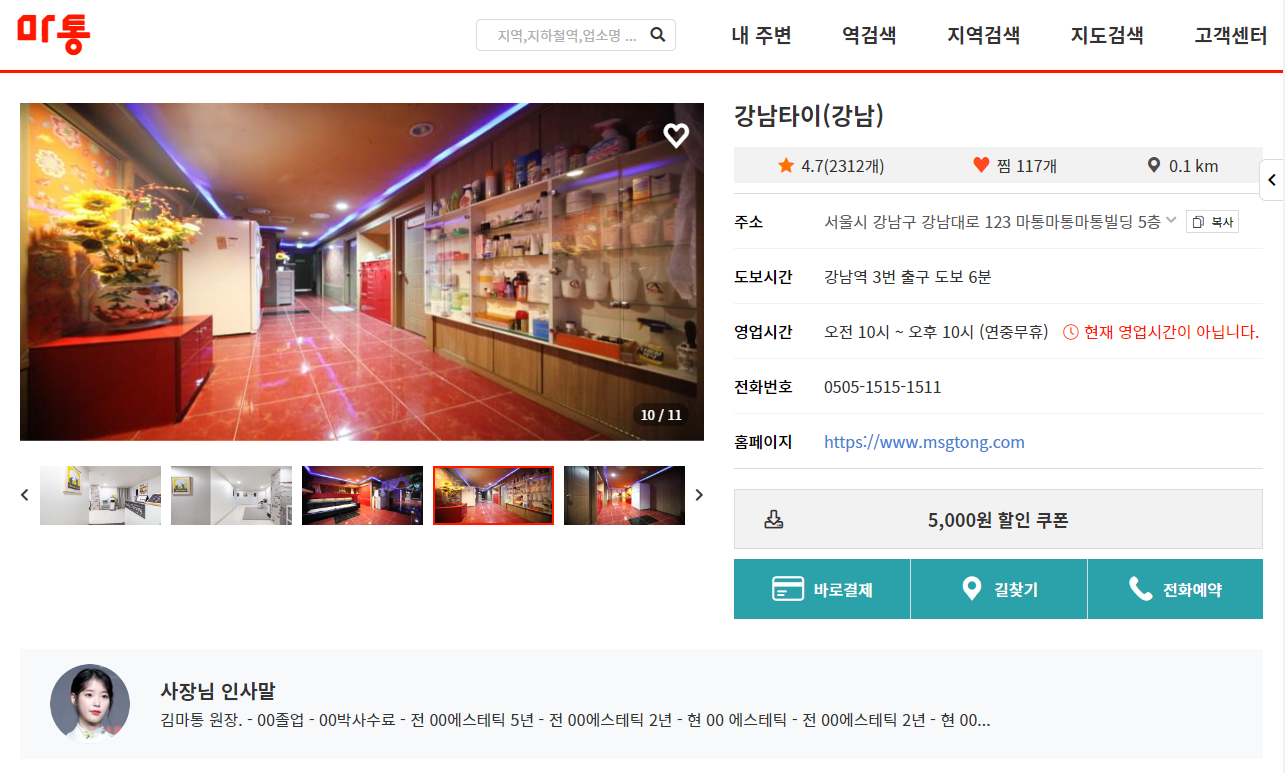 마통
지역,지하철역,업소명 ...
내 주변
역검색
지역검색
지도검색
고객센터
강남타이(강남)
4.7(2312개)
찜 117개
0.1 km
주소 서울시 강남구 강남대로 123 마통마통마통빌딩 5층 복사
도보시간 강남역 3번 출구 도보 6분
영업시간 오전 10시 ~ 오후 10시 (연중무휴) 현재 영업시간이 아닙니다.
전화번호 0505-1515-1511
홈페이지 https://www.msgtong.com
10 / 11
5,000원 할인 쿠폰
바로결제
길찾기
전화예약
사장님 인사말
김마통 원장. - 00졸업 - 00박사수료 - 전 00에스테틱 5년 - 전 00에스테틱 2년 - 현 00 에스테틱 - 전 00에스테틱 2년 - 현 00...